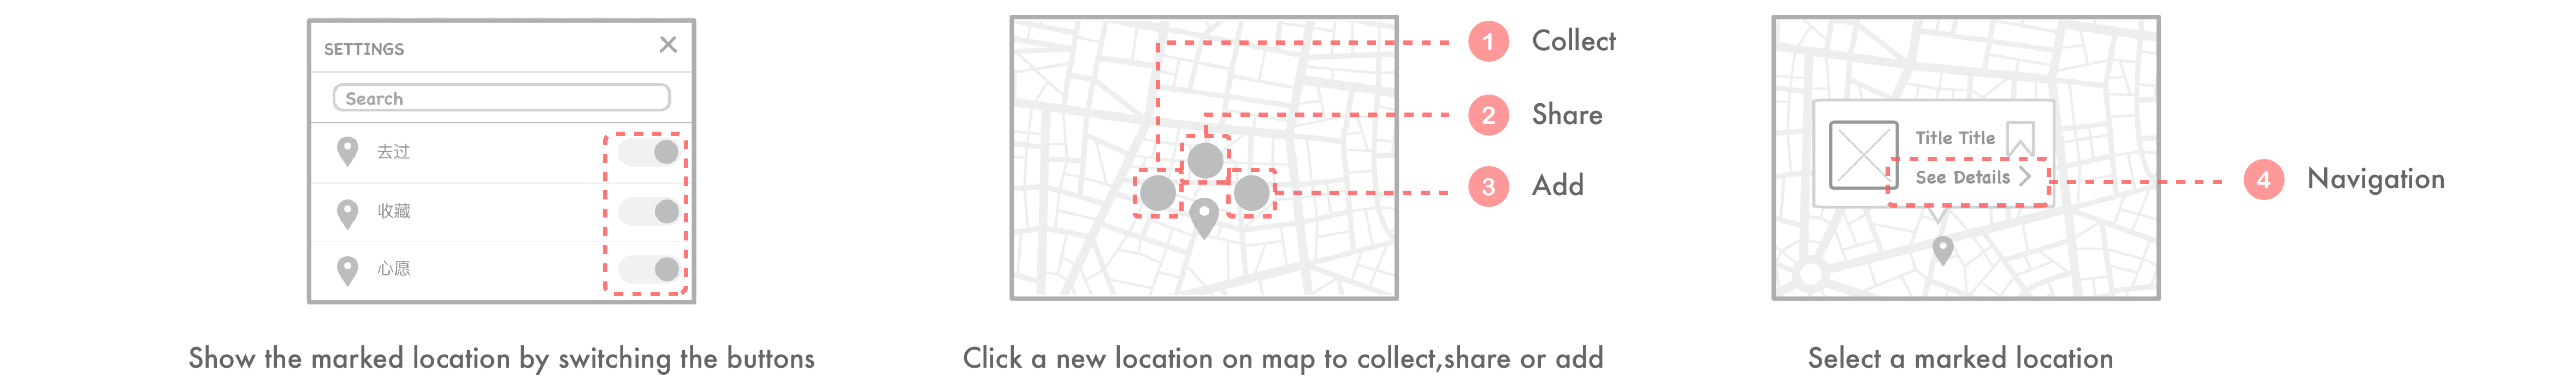 SETTINGS
Search
去过
收藏
心愿
Show the marked location by switching the buttons
1 Collect
2 Share
3 Add
Click a new location on map to collect,share or add
Title Title
See Details
4 Navigation
Select a marked location